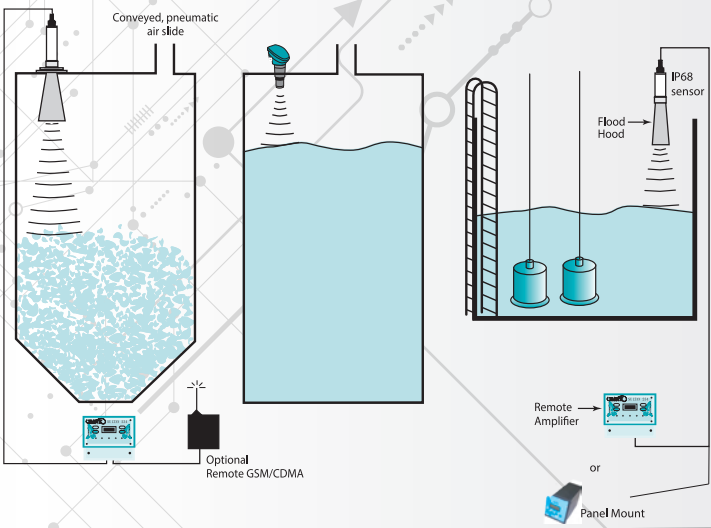 Conveyed, pneumatic
air slide
IP68
sensor
Flood
Hood
Remote
Amplifier
Optional
Remote GSM/CDMA
or
Panel Mount